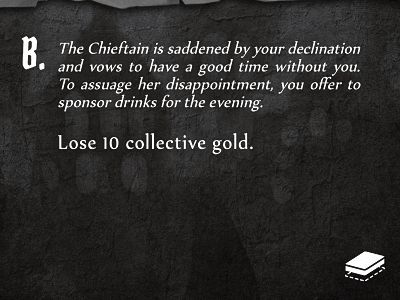 B. The Chieftain is saddened by your declination
and vows to have a good time without you.
To assuage her disappointment, you offer to
sponsor drinks for the evening.
Lose 10 collective gold.